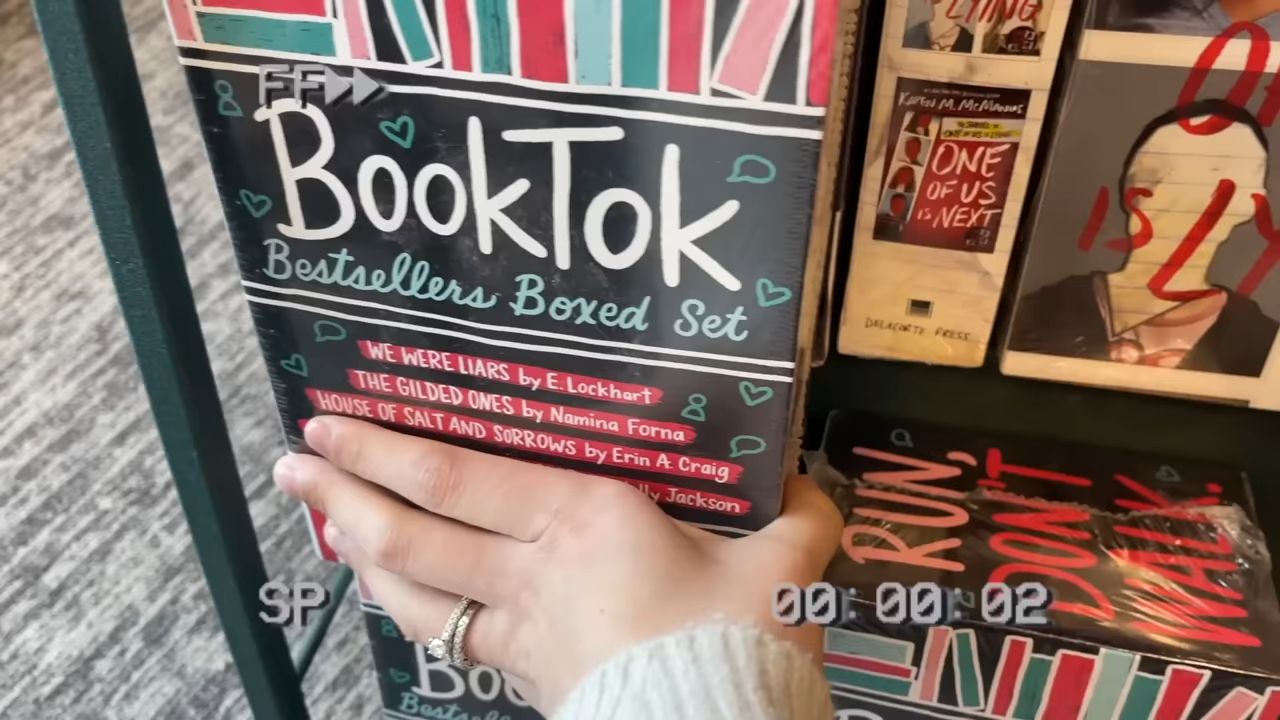 FF
BookTok
Bestsellers Boxed Set
WE WERE LIARS by E. Lockhart
THE GILDED ONES by Namina Forna
HOUSE OF SALT AND SORROWS by Erin A. Craig
Jackson
SP
00:00:02
LYING
KAREN M. McMANUS
ONE
OF US
IS NEXT
DELACORTE PRESS
IS LY
RUN,
DON'T
WALK.